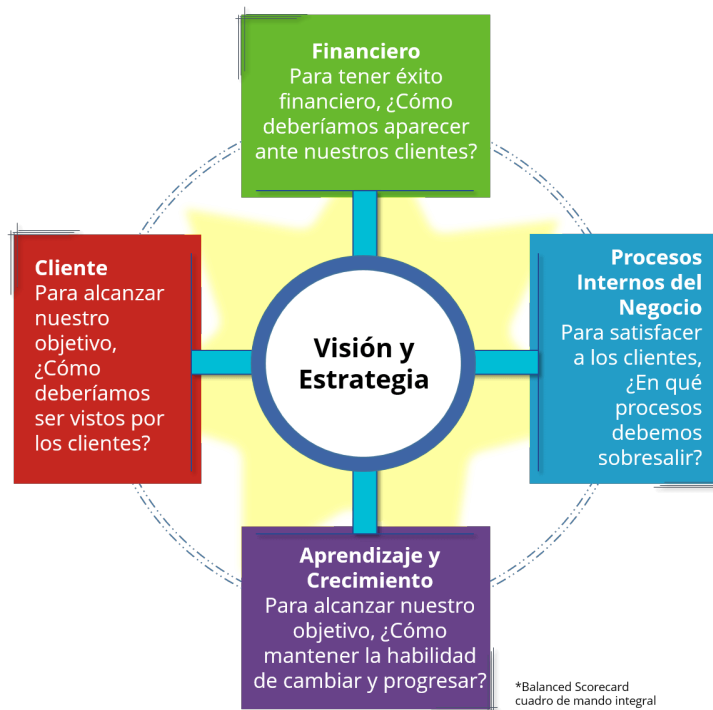 Financiero
Para tener éxito
financiero, ¿Cómo
deberíamos aparecer
ante nuestros clientes?
Cliente
Para alcanzar
nuestro
objetivo,
¿Cómo
deberíamos
ser vistos por
los clientes?
Visión y
Estrategia
Procesos
Internos del
Negocio
Para satisfacer
a los clientes,
¿En qué
procesos
debemos
sobresalir?
Aprendizaje y
Crecimiento
Para alcanzar nuestro
objetivo, ¿Cómo
mantener la habilidad
de cambiar y progresar?
*Balanced Scorecard
cuadro de mando integral